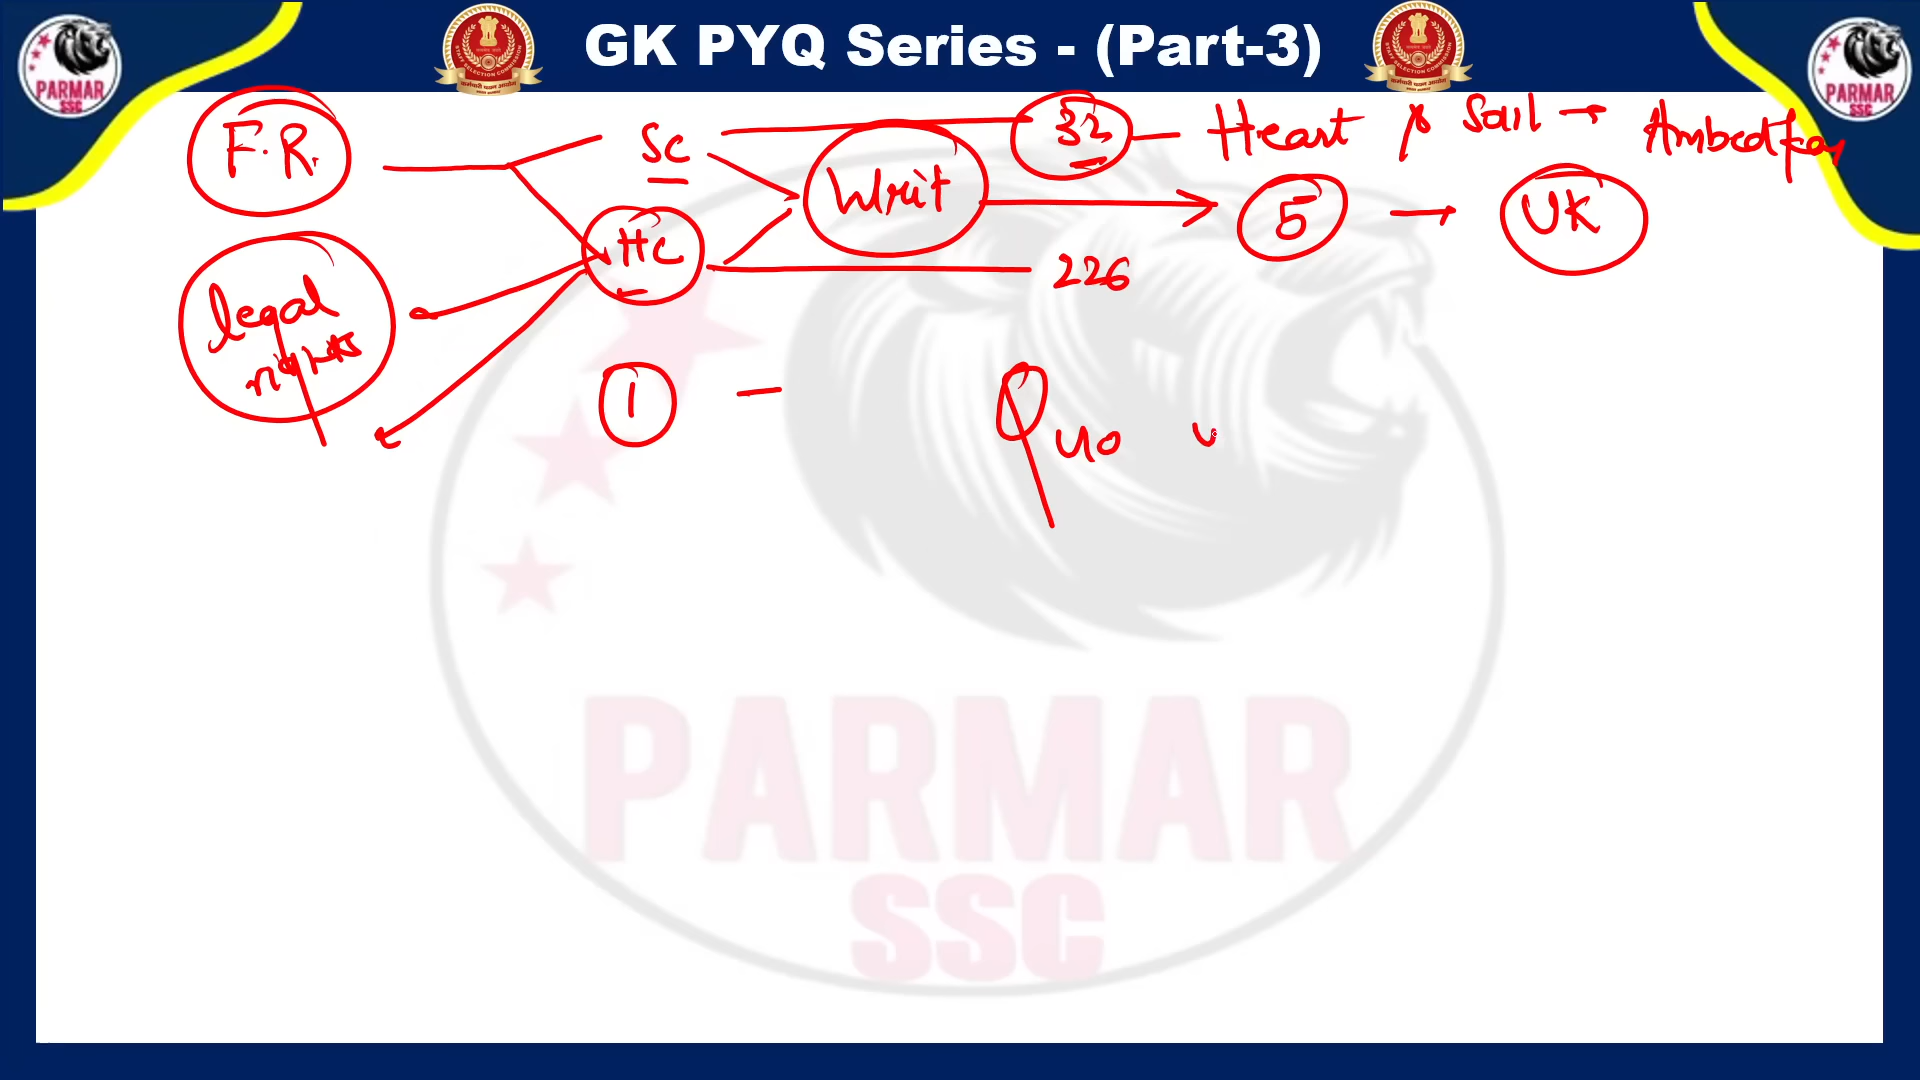 GK PYQ Series - (Part-3)
PARMAR
SSC
PARMAR
SSC
F.R.
SC
32
Heart & Soul → Ambedkar
Writ
5 → UK
HC
226
legal
rights
1 -
Quo w
PARMAR
SSC